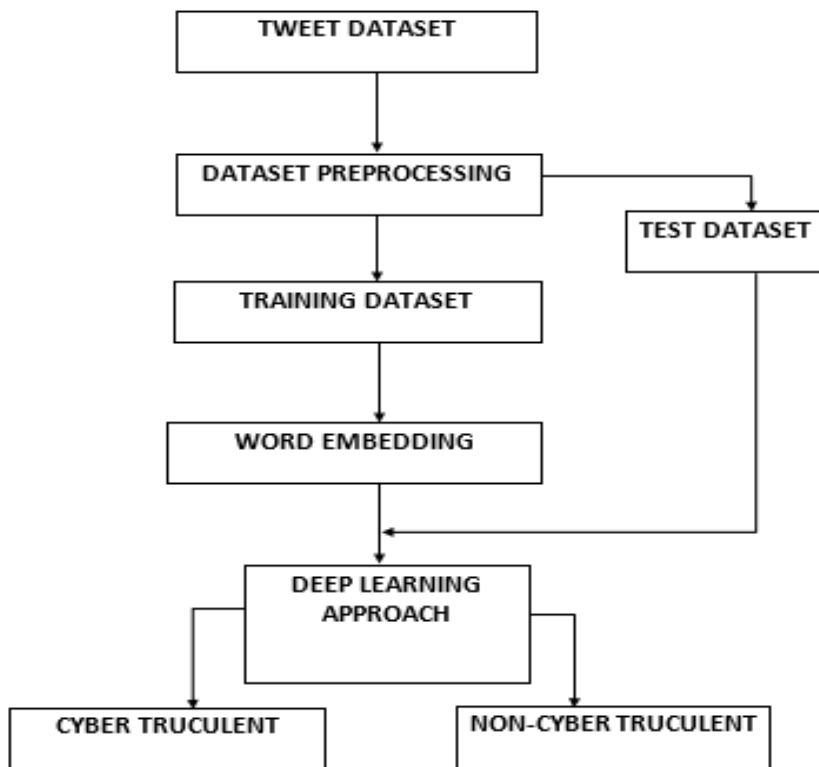 TWEET DATASET
DATASET PREPROCESSING
TEST DATASET
TRAINING DATASET
WORD EMBEDDING
DEEP LEARNING
APPROACH
CYBER TRUCULENT
NON-CYBER TRUCULENT